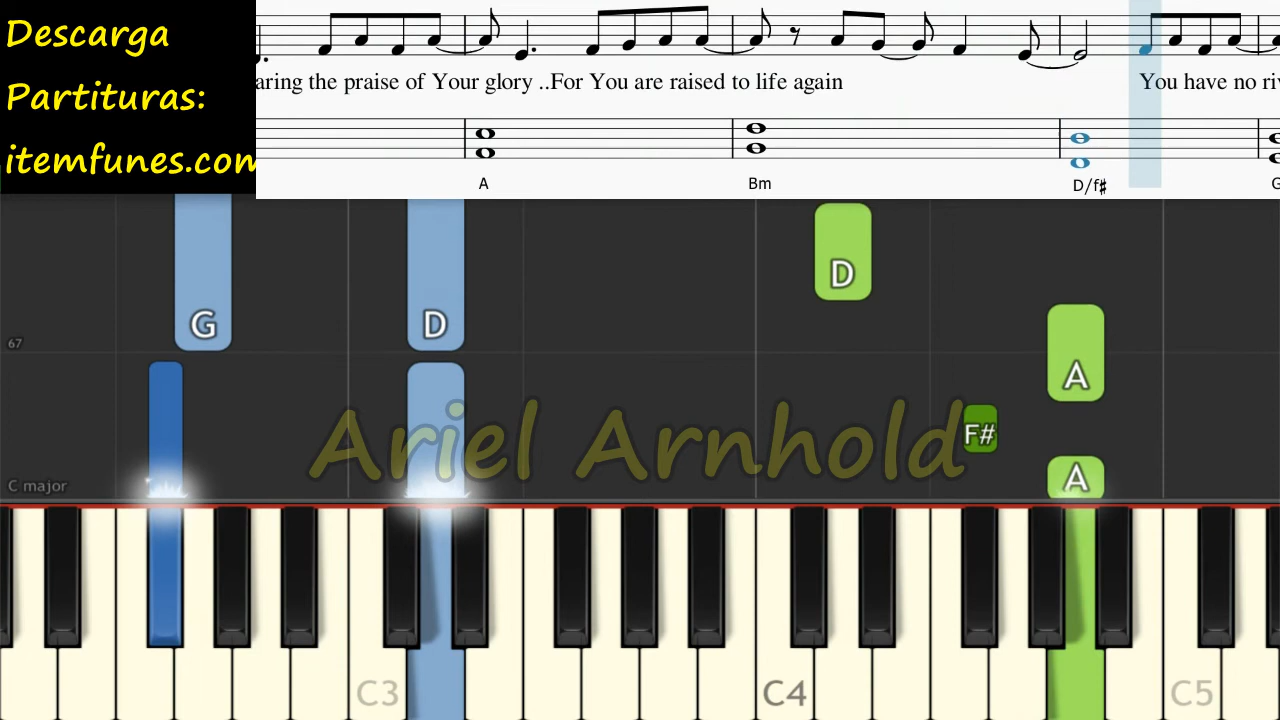 Descarga
Partituras:
itemfunes.com
aring the praise of Your glory ..For You are raised to life again
You have no riv
A
Bm
D/f♯
G
D
G
D
A
67
F#
Ariel Arnhold
A
C major
C3
C4
C5